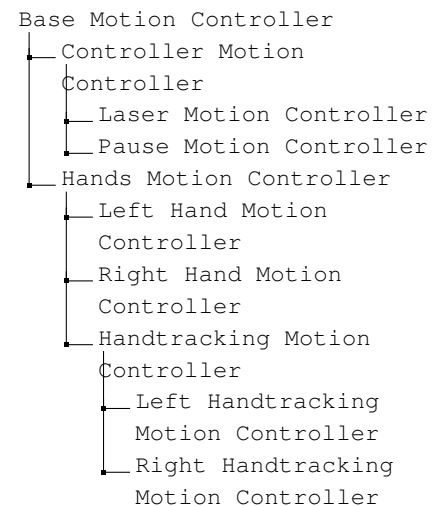 Base Motion Controller
Controller Motion
Controller
Laser Motion Controller
Pause Motion Controller
Hands Motion Controller
Left Hand Motion
Controller
Right Hand Motion
Controller
Handtracking Motion
Controller
Left Handtracking
Motion Controller
Right Handtracking
Motion Controller